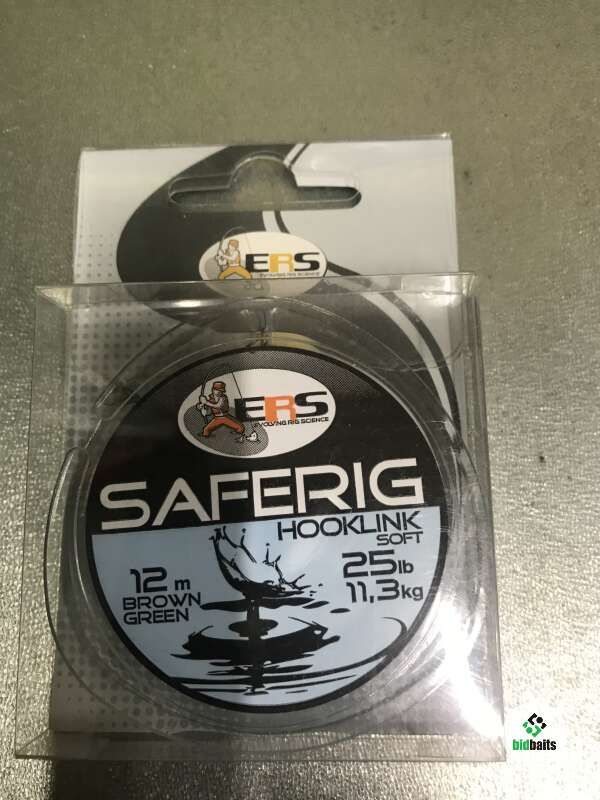 ERS
EVOLVING RIG SCIENCE
ERS
EVOLVING RIG SCIENCE
SAFERIG
HOOKLINK
SOFT
12 m
BROWN
GREEN
25lb
11,3kg
bidbaits